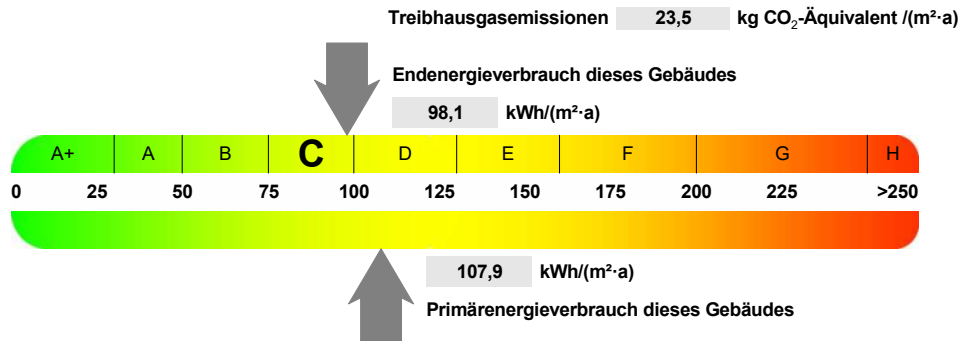 Treibhausgasemissionen 23,5 kg CO₂-Äquivalent /(m²·a)
Endenergieverbrauch dieses Gebäudes
98,1 kWh/(m²·a)
A+ A B C D E F G H
0 25 50 75 100 125 150 175 200 225 >250
107,9 kWh/(m²·a)
Primärenergieverbrauch dieses Gebäudes